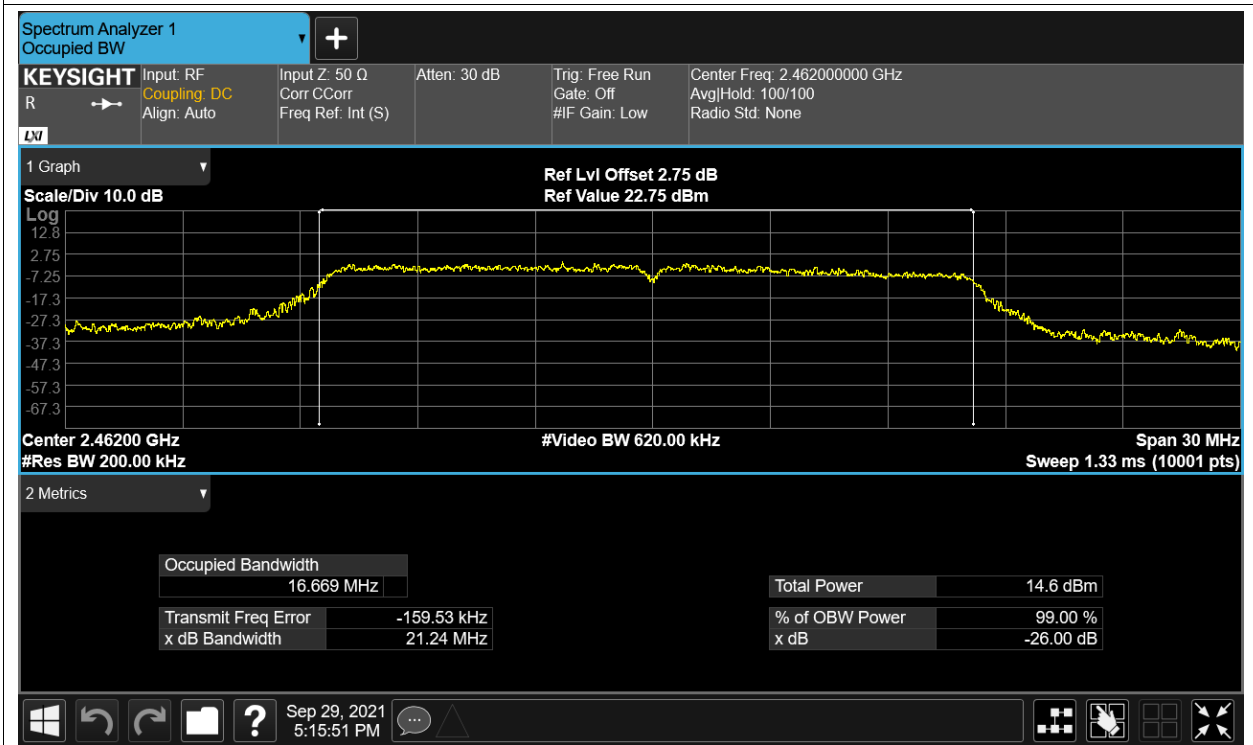 Spectrum Analyzer 1
Occupied BW
KEYSIGHT Input: RF Input Z: 50 Ω Atten: 30 dB Trig: Free Run Center Freq: 2.462000000 GHz
R Coupling: DC Corr CCorr Gate: Off Avg|Hold: 100/100
Align: Auto Freq Ref: Int (S) #IF Gain: Low Radio Std: None
LXI
1 Graph
Ref Lvl Offset 2.75 dB
Scale/Div 10.0 dB Ref Value 22.75 dBm
Log
12.8
2.75
-7.25
-17.3
-27.3
-37.3
-47.3
-57.3
-67.3
Center 2.46200 GHz #Video BW 620.00 kHz Span 30 MHz
#Res BW 200.00 kHz Sweep 1.33 ms (10001 pts)
2 Metrics
Occupied Bandwidth
16.669 MHz Total Power 14.6 dBm
Transmit Freq Error -159.53 kHz % of OBW Power 99.00 %
x dB Bandwidth 21.24 MHz x dB -26.00 dB
? Sep 29, 2021
5:15:51 PM